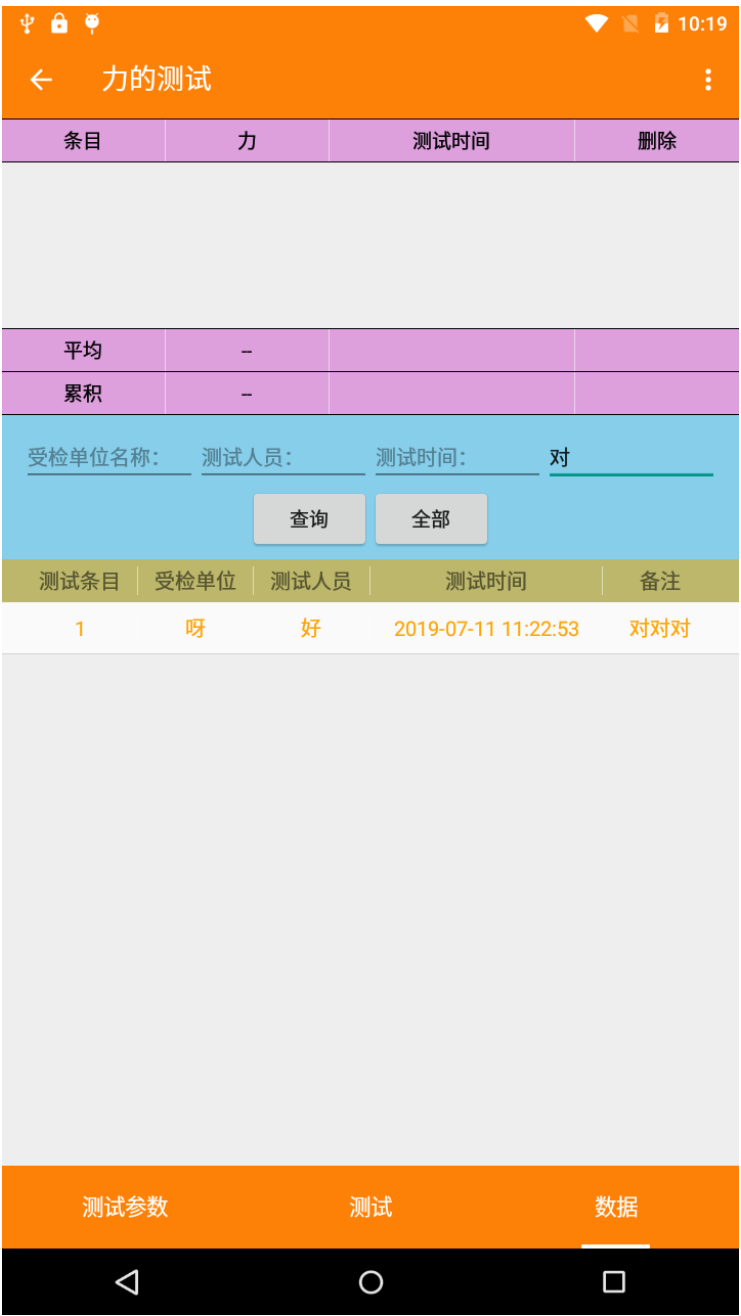 10:19
力的测试
条目 力 测试时间 删除
平均 --
累积 --
受检单位名称: 测试人员: 测试时间: 对
查询 全部
测试条目 受检单位 测试人员 测试时间 备注
1 呀 好 2019-07-11 11:22:53 对对对
测试参数 测试 数据